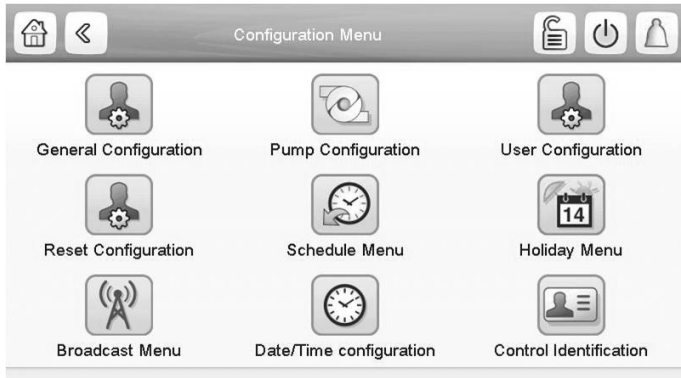 Configuration Menu
General Configuration
Pump Configuration
User Configuration
Reset Configuration
Schedule Menu
14
Holiday Menu
Broadcast Menu
Date/Time configuration
Control Identification